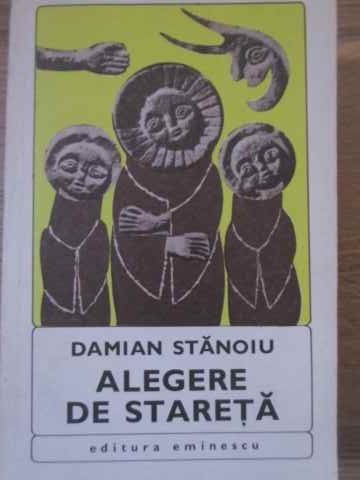 DAMIAN STĂNOIU
ALEGERE
DE STAREȚĂ
editura eminescu